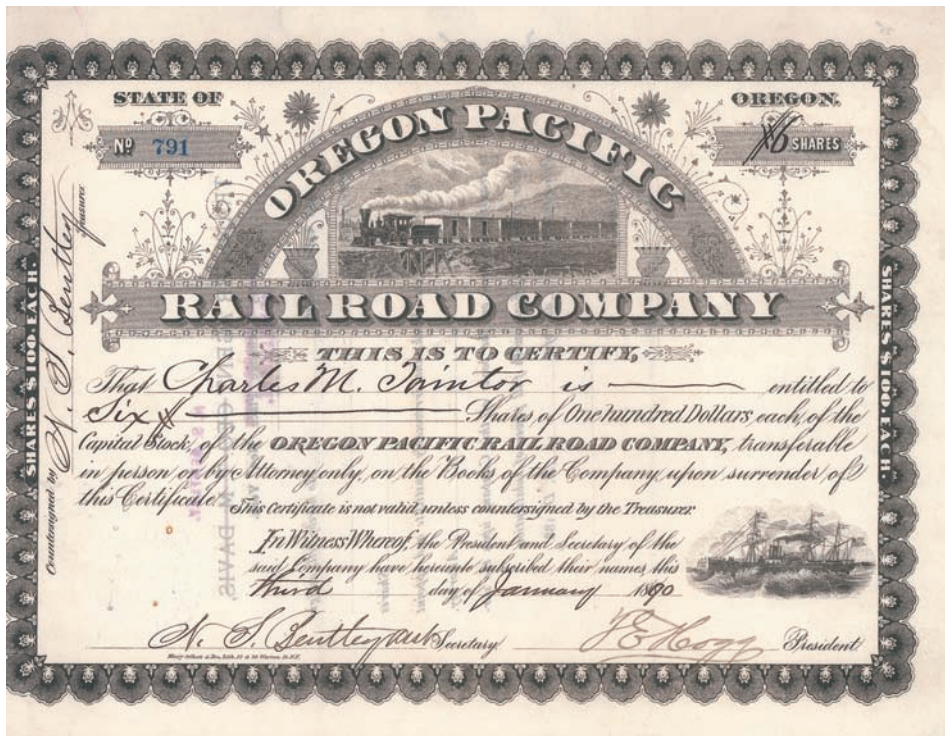 STATE OF
OREGON.
Nº 791
X6 SHARES
OREGON PACIFIC
RAIL ROAD COMPANY
THIS IS TO CERTIFY,
That Charles M. Taintor is entitled to
Six Shares, of One hundred Dollars, each, of the
Capital Stock, of the OREGON PACIFIC RAIL ROAD COMPANY, transferable
in person or by Attorney only, on the Books of the Company upon surrender of
this Certificate.
This Certificate is not valid, unless countersigned by the Treasurer.
In Witness Whereof, the President and Secretary of the
said Company have hereunto subscribed their names, this
third day of January 1890
N. S. Bentley Secretary.
T E Hogg President.
SHARES $100. EACH.
Countersigned by N. S. Bentley Treasurer
SHARES $100. EACH.